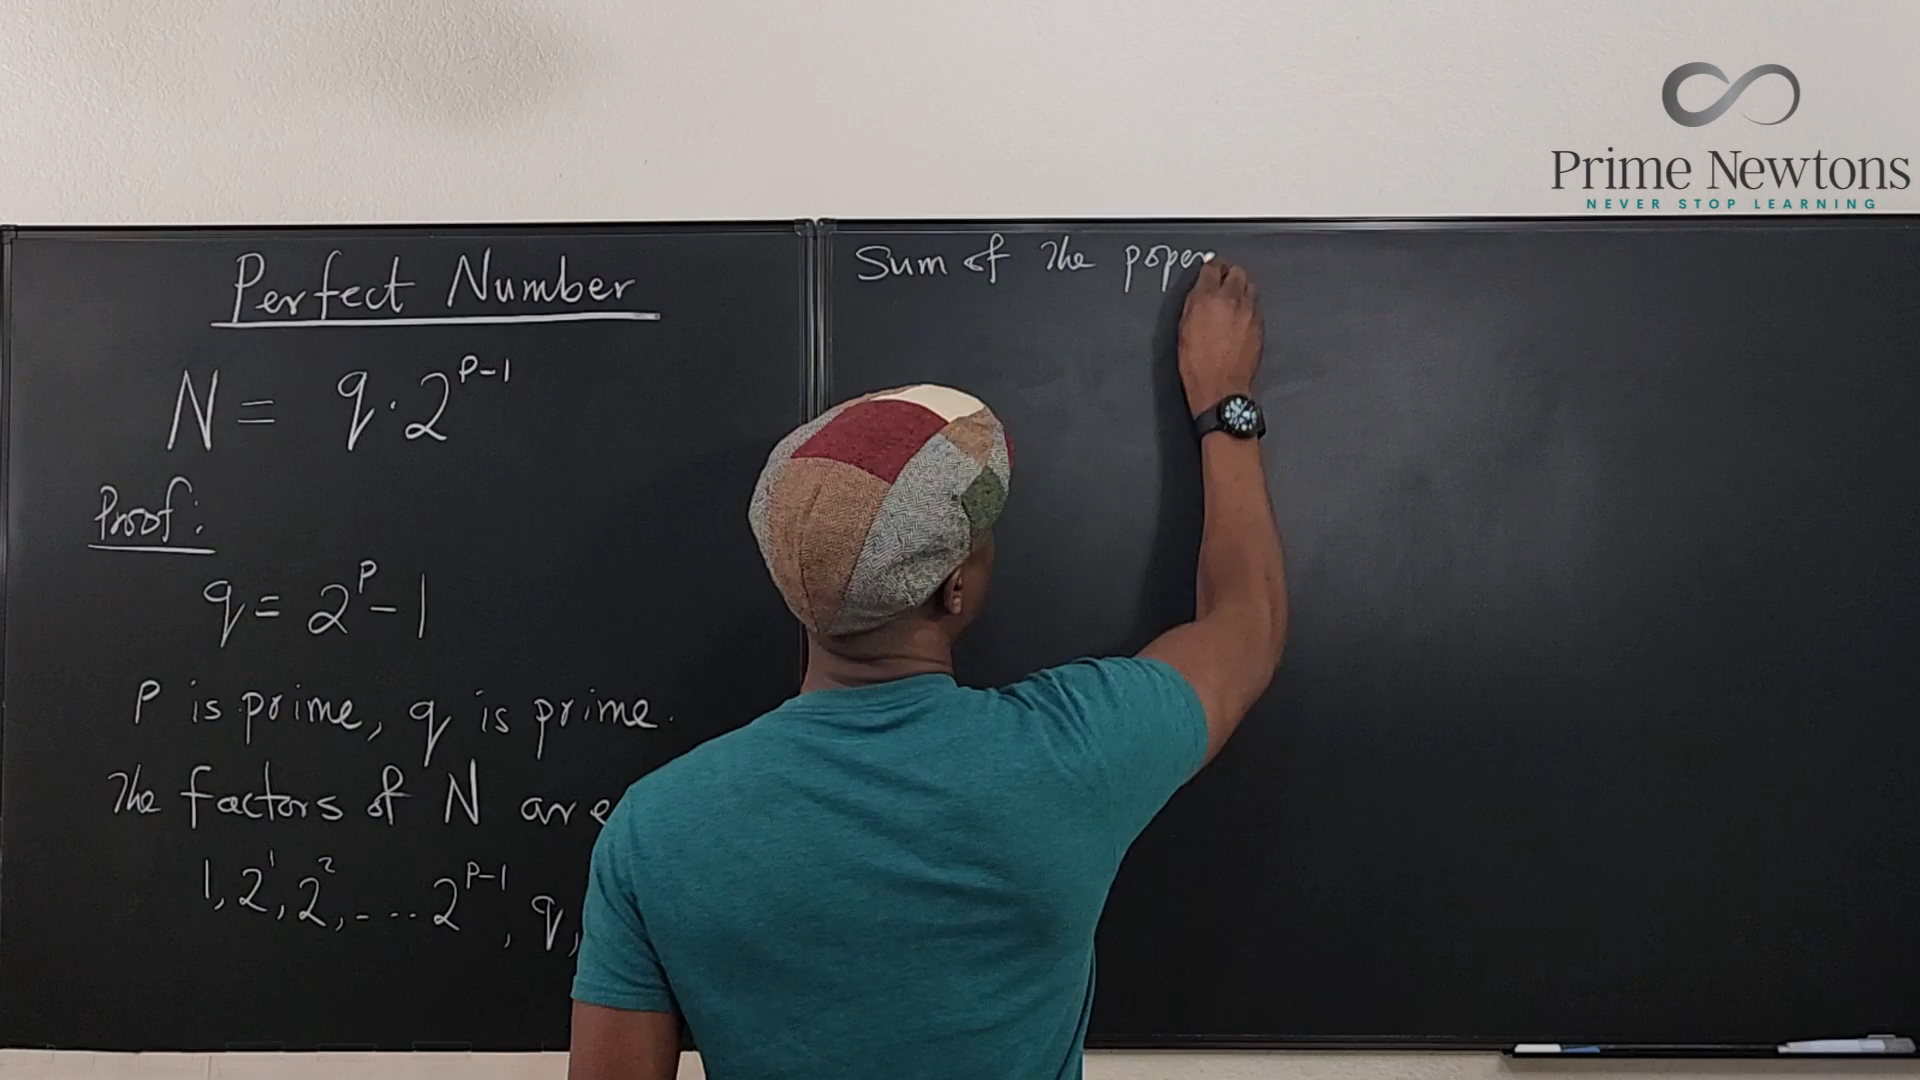 Prime Newtons
NEVER STOP LEARNING
Perfect Number
N = q·2^(P-1)
Proof:
q = 2^P - 1
P is prime, q is prime.
The factors of N are
1, 2^1, 2^2, ---- 2^(P-1), q,
Sum of The poper